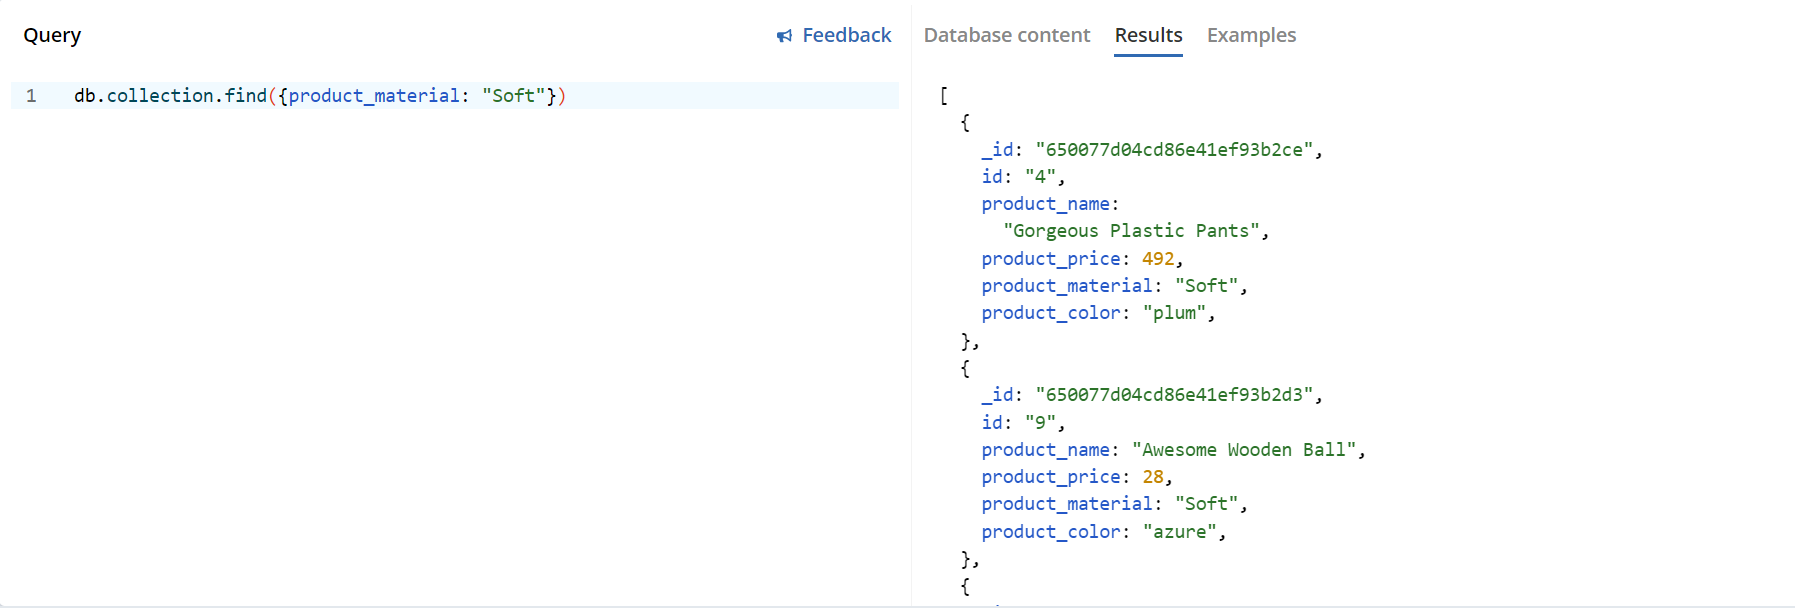 Query
Feedback
1 db.collection.find({product_material: "Soft"})
Database content
Results
Examples
[
{
_id: "650077d04cd86e41ef93b2ce",
id: "4",
product_name:
"Gorgeous Plastic Pants",
product_price: 492,
product_material: "Soft",
product_color: "plum",
},
{
_id: "650077d04cd86e41ef93b2d3",
id: "9",
product_name: "Awesome Wooden Ball",
product_price: 28,
product_material: "Soft",
product_color: "azure",
},
{